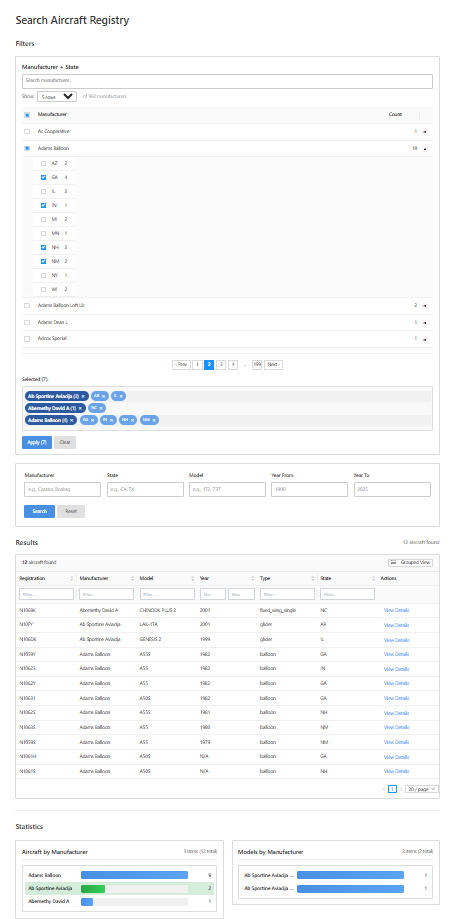 Search Aircraft Registry
Filters
Manufacturer + State
Search manufacturer...
Show: 5 rows of 992 manufacturers
Manufacturer Count
Ac Cooperative 1
Adams Balloon 19
AZ 2
GA 4
IL 2
IN 1
MI 2
MN 1
NH 2
NM 2
NY 1
WI 2
Adams Balloon Loft Llc 2
Adams Dean L 1
Adcox Special 1
‹ Prev 1 2 3 4 ... 199 Next ›
Selected (7):
Ab Sportine Aviacija (2) × AR × IL ×
Abernethy David A (1) × NC ×
Adams Balloon (4) × GA × IN × NH × NM ×
Apply (7) Clear
Manufacturer State Model Year From Year To
e.g., Cessna, Boeing e.g., CA, TX e.g., 172, 737 1900 2025
Search Reset
Results 12 aircraft found
12 aircraft found Grouped View
Registration Manufacturer Model Year Type State Actions
Filter... Filter... Filter... Min Max Filter... Filter...
Abernethy David A CHINOOK PLUS 2 2001 fixed_wing_single NC View Details
Ab Sportine Aviacija LAK-17A 2001 glider AR View Details
Ab Sportine Aviacija GENESIS 2 1999 glider IL View Details
N1059Y Adams Balloon A55S 1982 balloon GA View Details
Adams Balloon A55 1982 balloon IN View Details
N1062Y Adams Balloon A55 1982 balloon GA View Details
Adams Balloon A50S 1982 balloon GA View Details
N1062S Adams Balloon A50S 1981 balloon NH View Details
N1063S Adams Balloon A55 1980 balloon NM View Details
N1059S Adams Balloon A55 1979 balloon NM View Details
N1061H Adams Balloon A50S N/A balloon GA View Details
N1061S Adams Balloon A50S N/A balloon NH View Details
‹ 1 › 20 / page
Statistics
Aircraft by Manufacturer 3 items (12 total)
Adams Balloon 9
Ab Sportine Aviacija 2
Abernethy David A 1
Models by Manufacturer 2 items (2 total)
Ab Sportine Aviacija ... 1
Ab Sportine Aviacija ... 1